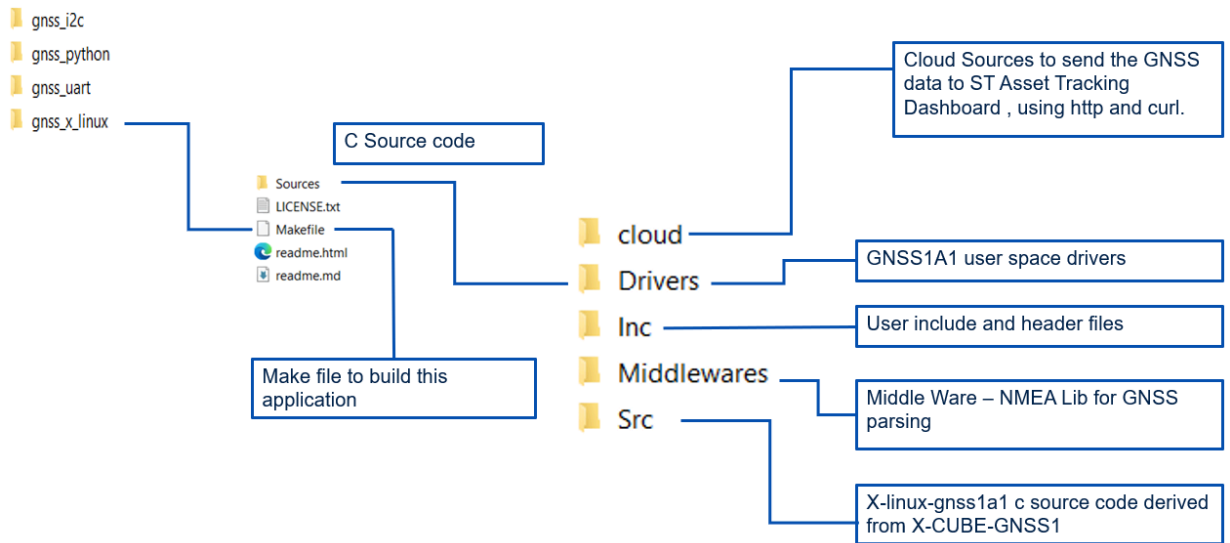 gnss_i2c
gnss_python
gnss_uart
gnss_x_linux
C Source code
Sources
LICENSE.txt
Makefile
readme.html
readme.md
Make file to build this
application
cloud
Drivers
Inc
Middlewares
Src
Cloud Sources to send the GNSS
data to ST Asset Tracking
Dashboard , using http and curl.
GNSS1A1 user space drivers
User include and header files
Middle Ware – NMEA Lib for GNSS
parsing
X-linux-gnss1a1 c source code derived
from X-CUBE-GNSS1